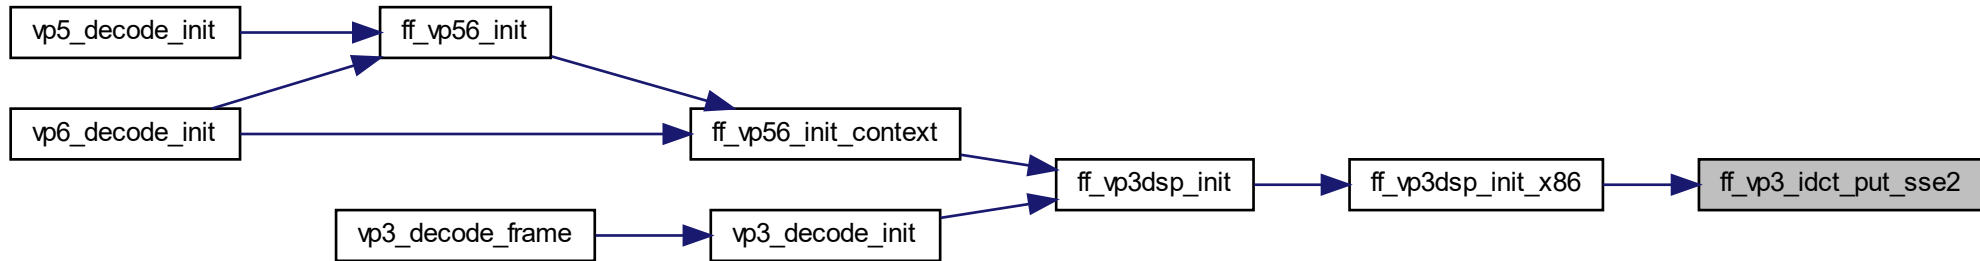 vp5_decode_init
ff_vp56_init
vp6_decode_init
ff_vp56_init_context
ff_vp3dsp_init
ff_vp3dsp_init_x86
ff_vp3_idct_put_sse2
vp3_decode_frame
vp3_decode_init